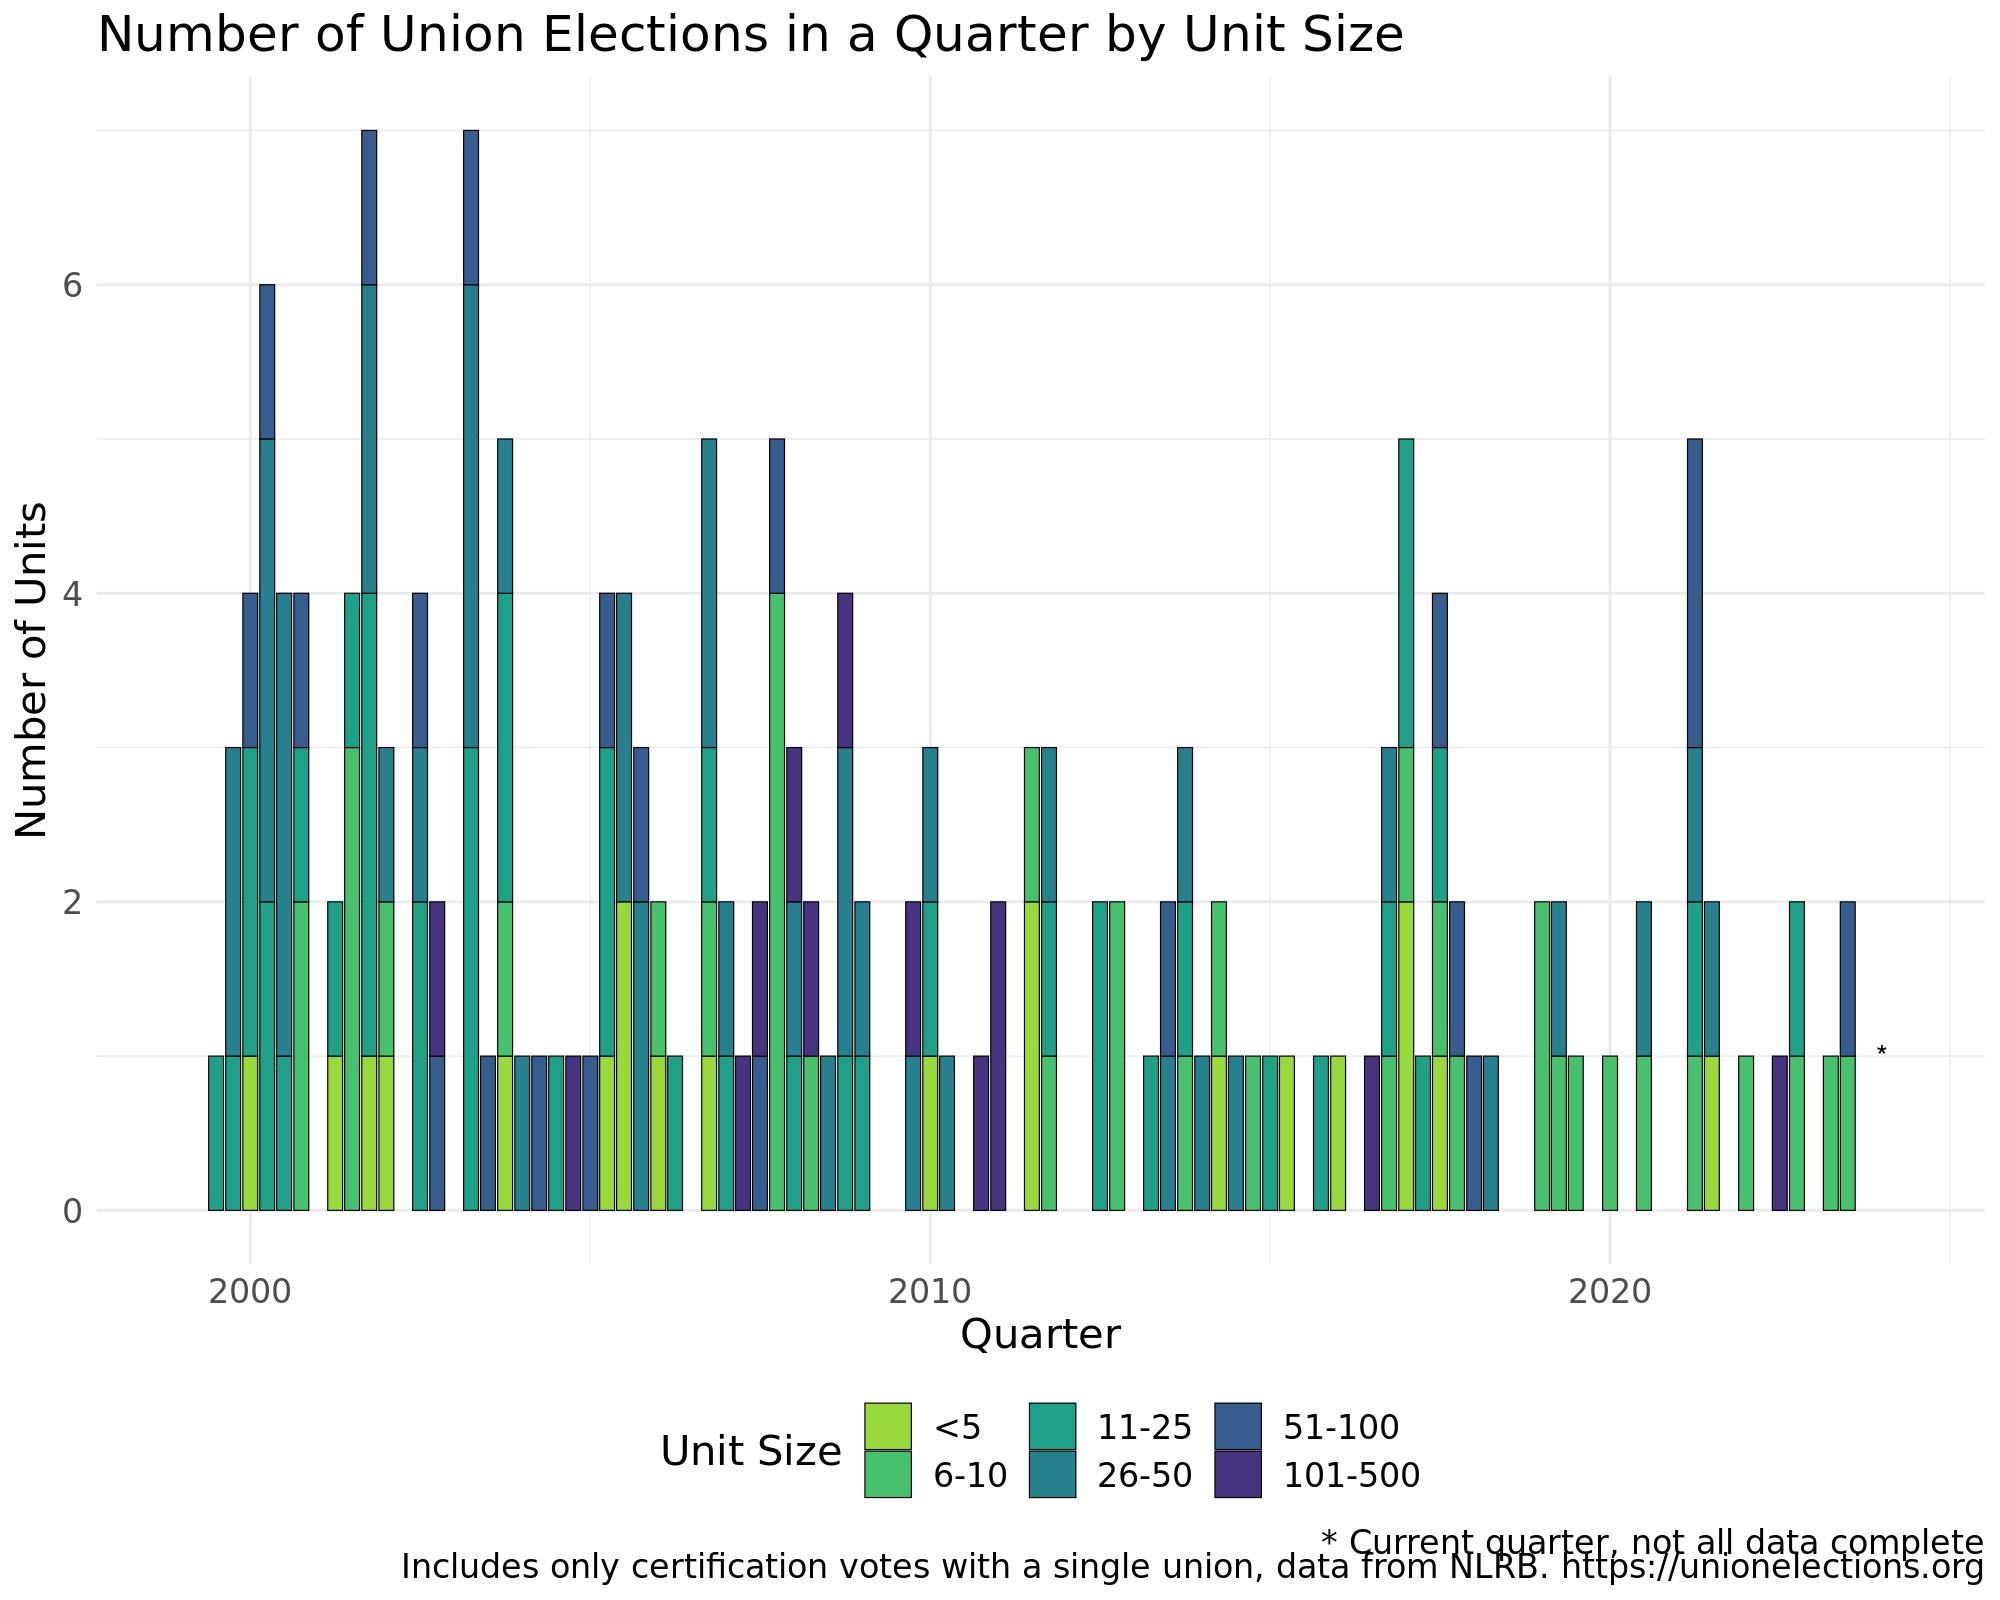 Number of Union Elections in a Quarter by Unit Size
Number of Units
6
4
2
0
*
2000 2010 2020
Quarter
Unit Size
<5 11-25 51-100
6-10 26-50 101-500
* Current quarter, not all data complete
Includes only certification votes with a single union, data from NLRB. https://unionelections.org